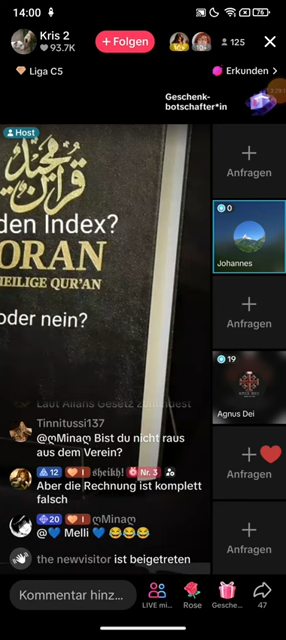 14:00
76
Kris 2
93.7K
+ Folgen
125
Liga C5
Erkunden >
Geschenk-
botschafter*in
Host
قرآن مجيد
den Index?
ORAN
HEILIGE QUR'AN
oder nein?
Anfragen
0
Johannes
Anfragen
19
Agnus Dei
Anfragen
Anfragen
Laut Allahs Gesetz zumindest
Tinnitussi137
@ღMinaღ Bist du nicht raus
aus dem Verein?
12 I sheikh! Nr. 3
Aber die Rechnung ist komplett
falsch
20 I ღMinaღ
@💙 Melli 💙 😂😂😂
the newvisitor ist beigetreten
Kommentar hinz...
LIVE mi...
Rose
Gesche...
47